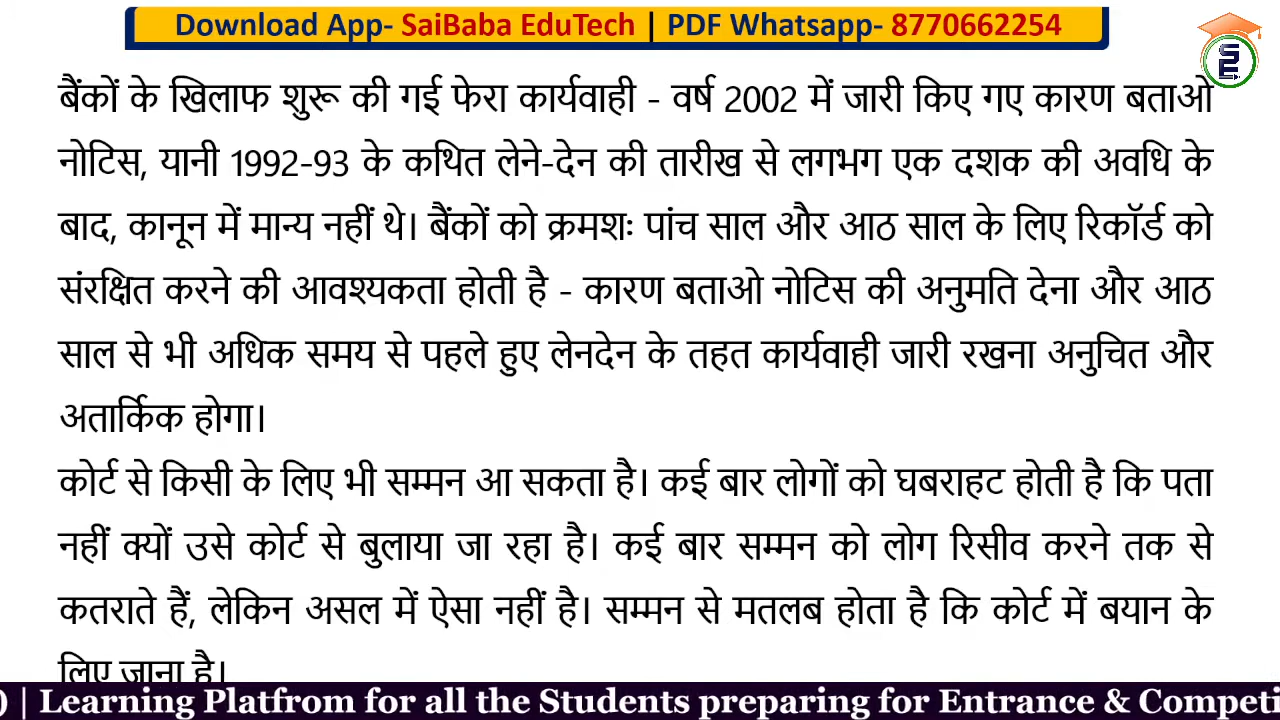 Download App- SaiBaba EduTech | PDF Whatsapp- 8770662254
बैंकों के खिलाफ शुरू की गई फेरा कार्यवाही - वर्ष 2002 में जारी किए गए कारण बताओ
नोटिस, यानी 1992-93 के कथित लेने-देन की तारीख से लगभग एक दशक की अवधि के
बाद, कानून में मान्य नहीं थे। बैंकों को क्रमशः पांच साल और आठ साल के लिए रिकॉर्ड को
संरक्षित करने की आवश्यकता होती है - कारण बताओ नोटिस की अनुमति देना और आठ
साल से भी अधिक समय से पहले हुए लेनदेन के तहत कार्यवाही जारी रखना अनुचित और
अतार्किक होगा।
कोर्ट से किसी के लिए भी सम्मन आ सकता है। कई बार लोगों को घबराहट होती है कि पता
नहीं क्यों उसे कोर्ट से बुलाया जा रहा है। कई बार सम्मन को लोग रिसीव करने तक से
कतराते हैं, लेकिन असल में ऐसा नहीं है। सम्मन से मतलब होता है कि कोर्ट में बयान के
लिए जाना है।
) | Learning Platfrom for all the Students preparing for Entrance & Competi